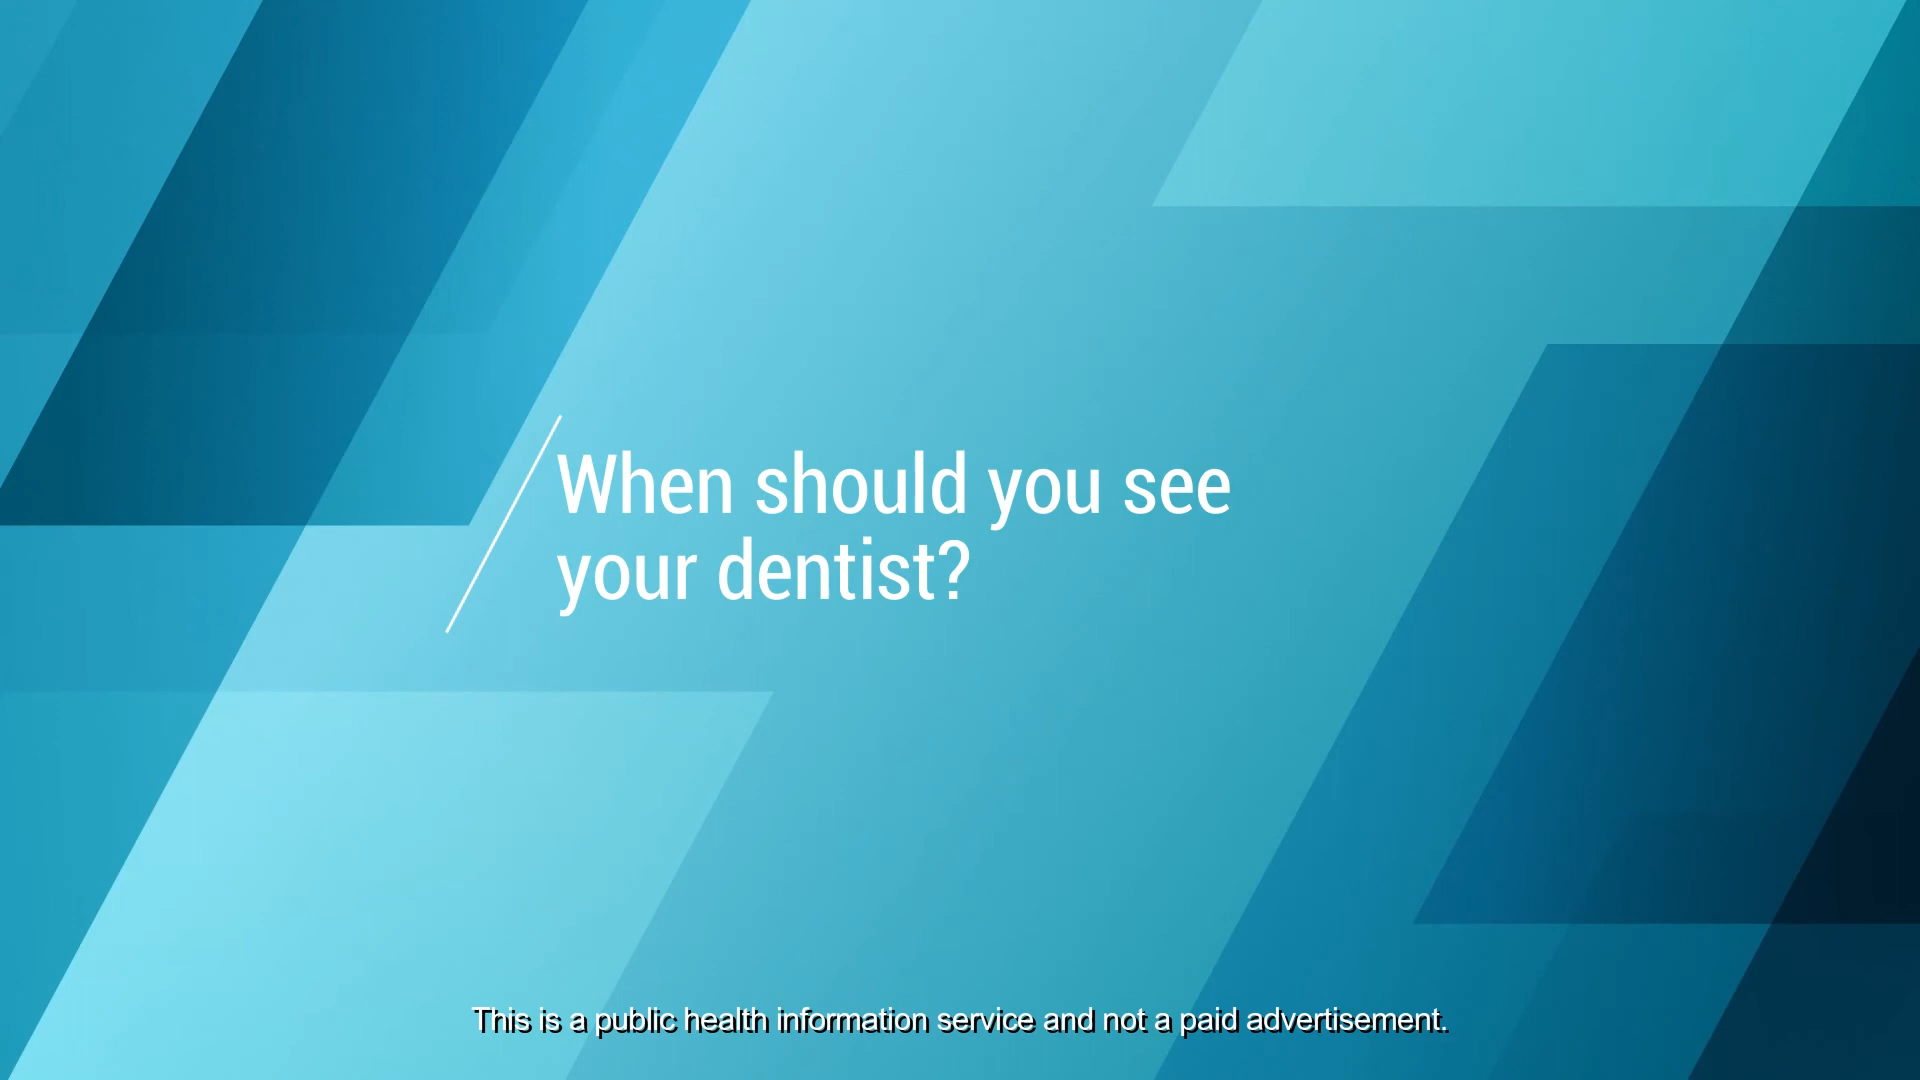 When should you see
your dentist?
This is a public health information service and not a paid advertisement.